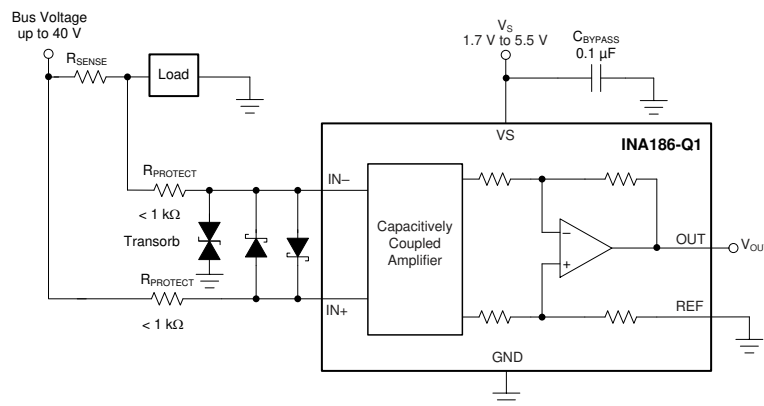 Bus Voltage
up to 40 V
RSENSE
Load
VS
1.7 V to 5.5 V
CBYPASS
0.1 µF
VS
INA186-Q1
RPROTECT
< 1 kΩ
Transorb
IN–
Capacitively
Coupled
Amplifier
–
+
OUT
VOU
RPROTECT
< 1 kΩ
IN+
REF
GND